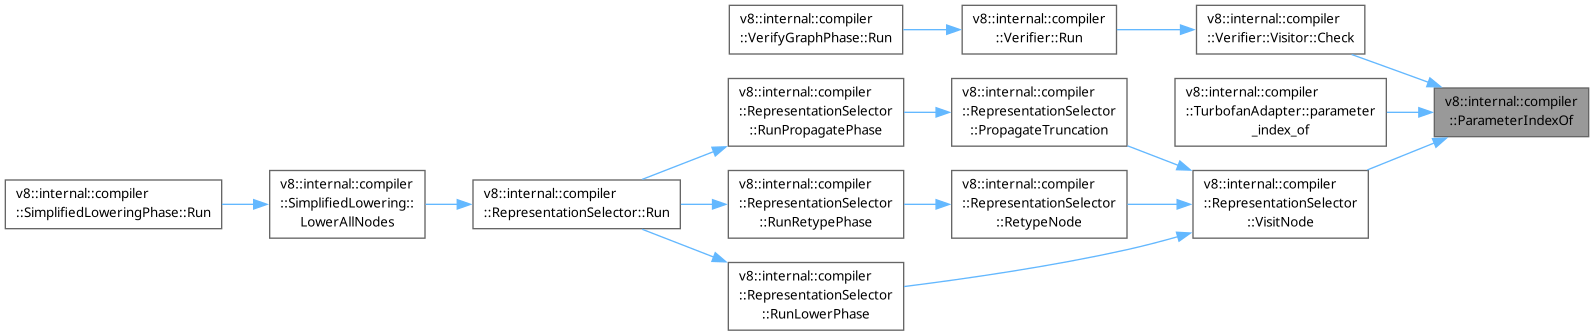 v8::internal::compiler
::VerifyGraphPhase::Run
v8::internal::compiler
::Verifier::Run
v8::internal::compiler
::Verifier::Visitor::Check
v8::internal::compiler
::RepresentationSelector
::RunPropagatePhase
v8::internal::compiler
::RepresentationSelector
::PropagateTruncation
v8::internal::compiler
::TurbofanAdapter::parameter
_index_of
v8::internal::compiler
::ParameterIndexOf
v8::internal::compiler
::SimplifiedLoweringPhase::Run
v8::internal::compiler
::SimplifiedLowering::
LowerAllNodes
v8::internal::compiler
::RepresentationSelector::Run
v8::internal::compiler
::RepresentationSelector
::RunRetypePhase
v8::internal::compiler
::RepresentationSelector
::RetypeNode
v8::internal::compiler
::RepresentationSelector
::VisitNode
v8::internal::compiler
::RepresentationSelector
::RunLowerPhase